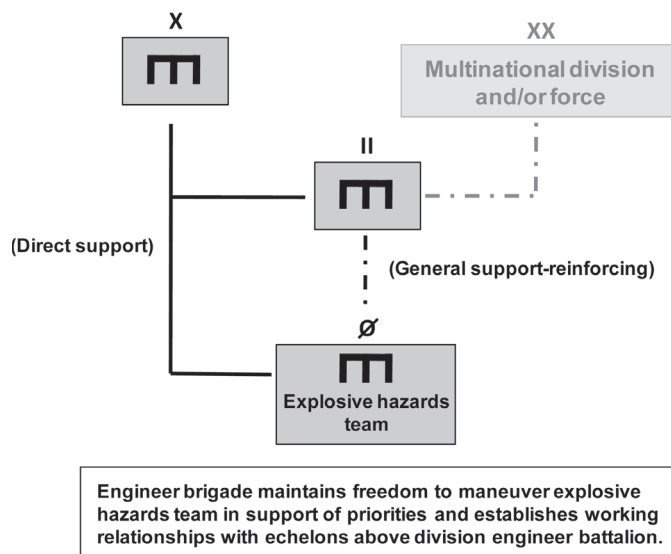 X
XX
Multinational division
and/or force
II
(Direct support)
(General support-reinforcing)
Ø
Explosive hazards
team
Engineer brigade maintains freedom to maneuver explosive
hazards team in support of priorities and establishes working
relationships with echelons above division engineer battalion.